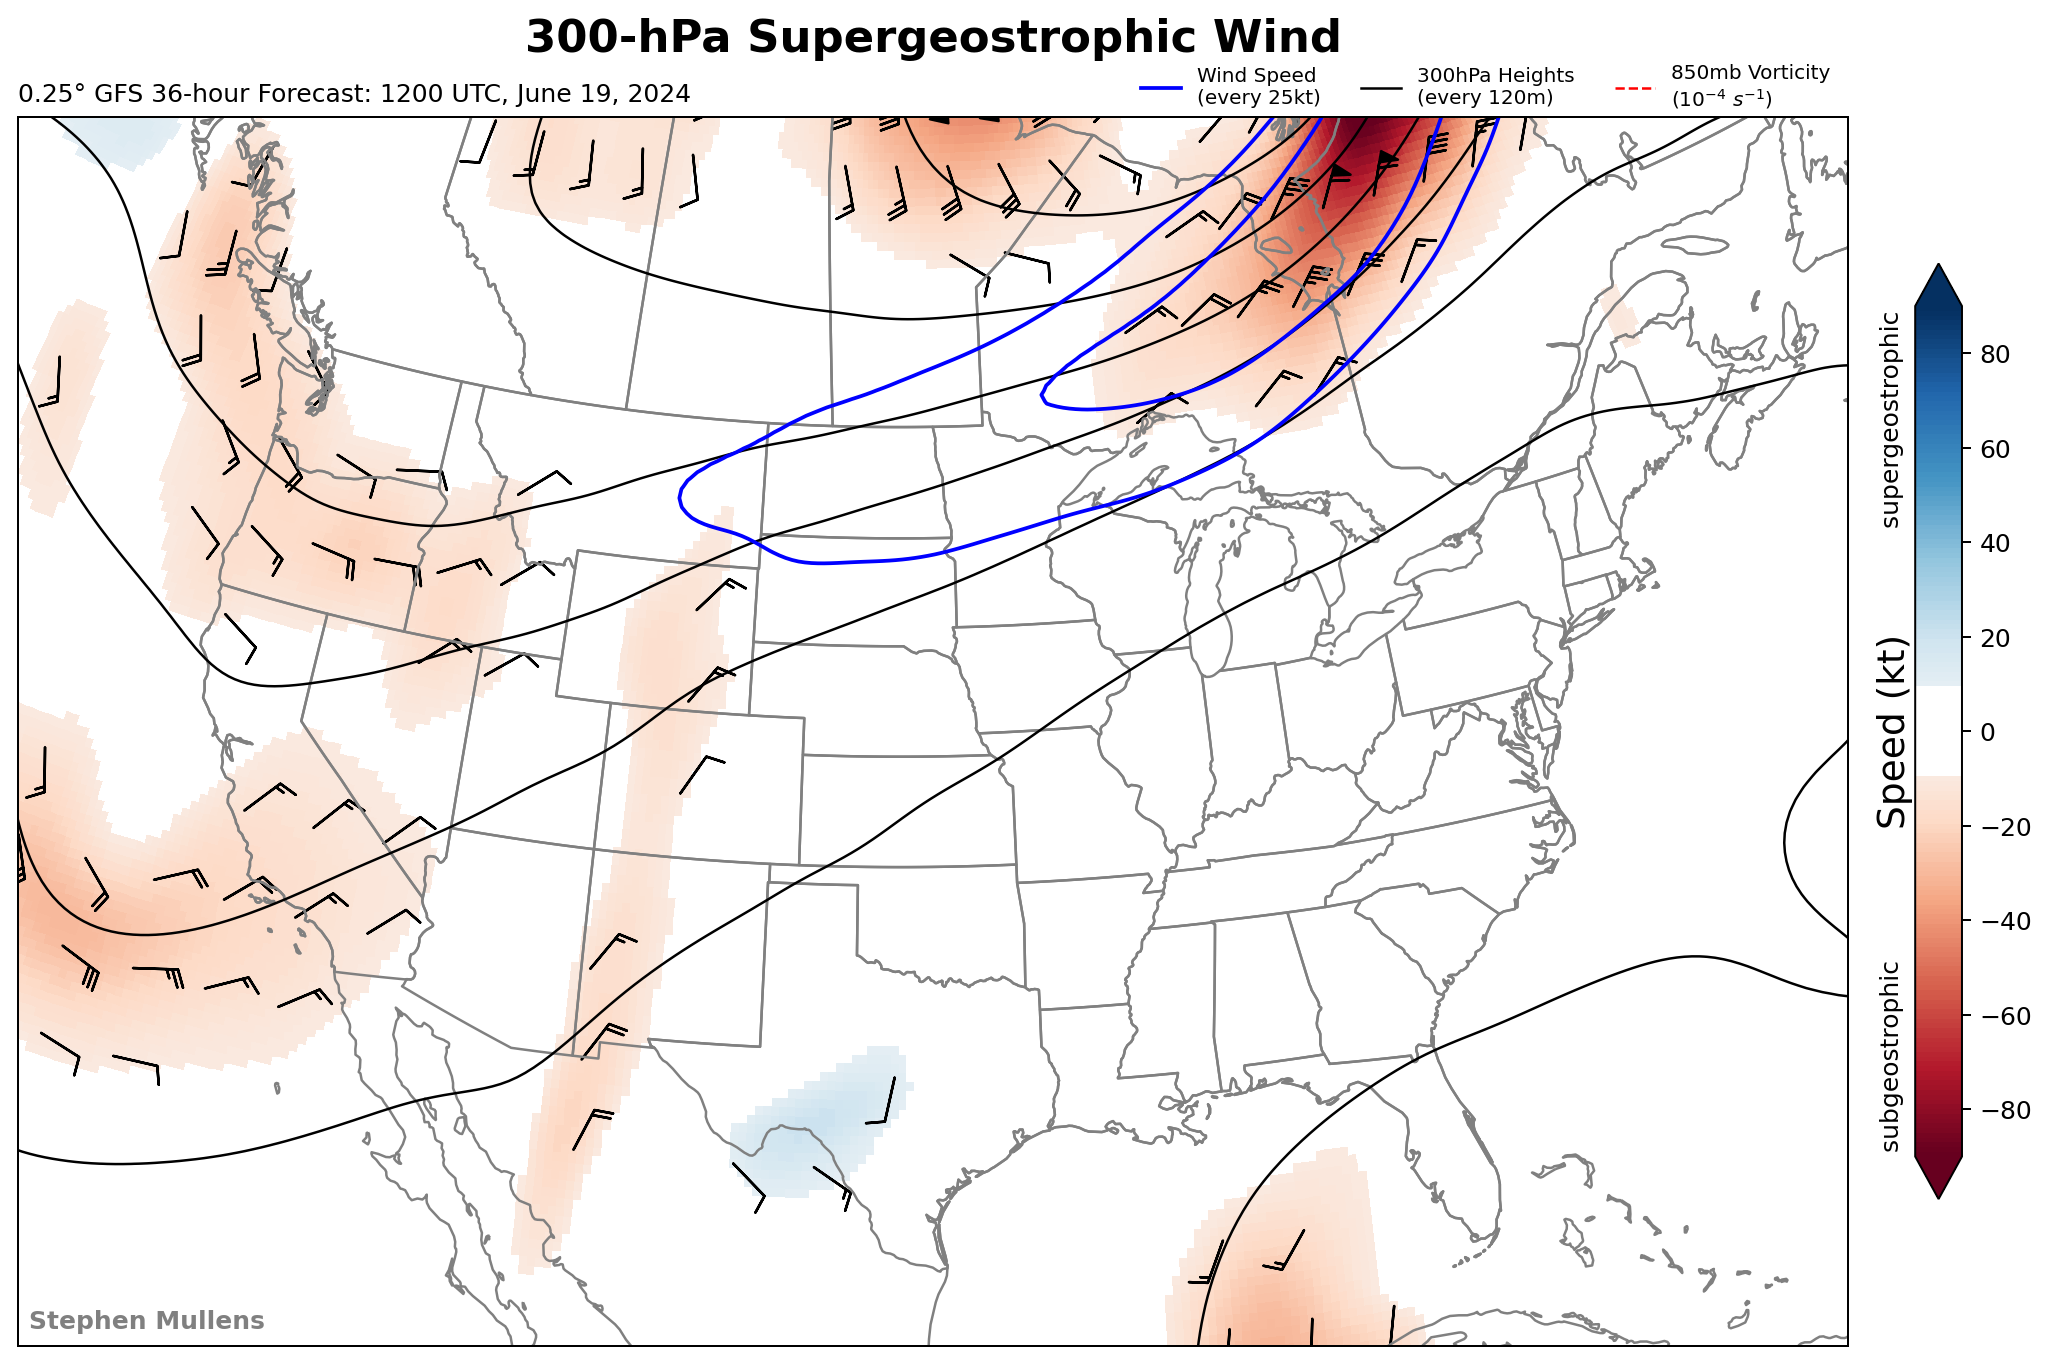 300-hPa Supergeostrophic Wind
0.25° GFS 36-hour Forecast: 1200 UTC, June 19, 2024
Wind Speed
(every 25kt)
300hPa Heights
(every 120m)
850mb Vorticity
(10⁻⁴ s⁻¹)
supergeostrophic
Speed (kt)
subgeostrophic
80
60
40
20
0
−20
−40
−60
−80
Stephen Mullens